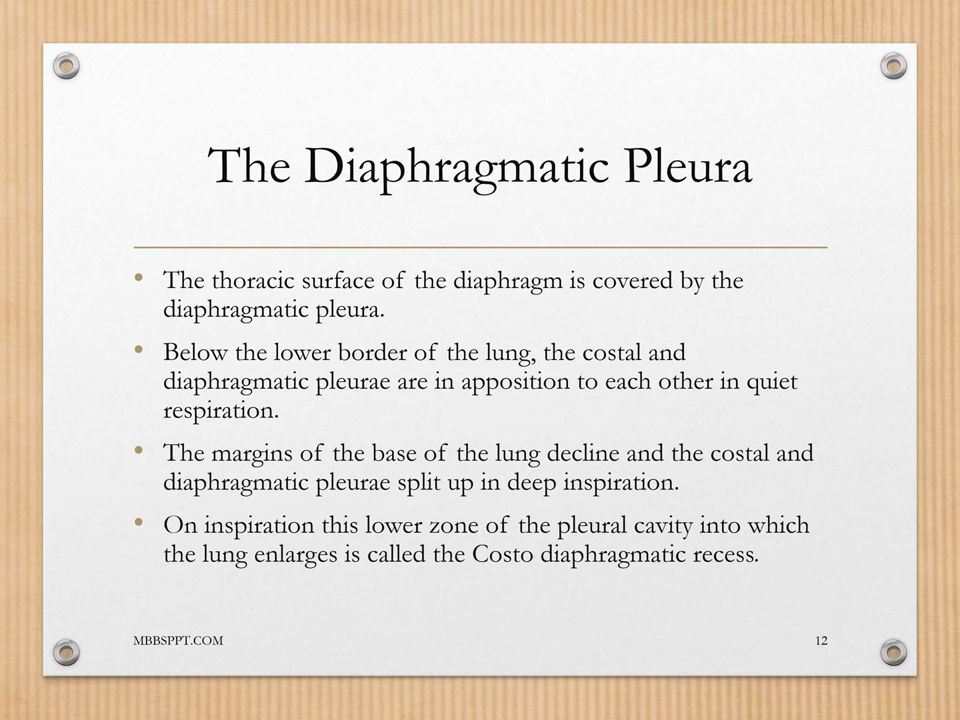 The Diaphragmatic Pleura
• The thoracic surface of the diaphragm is covered by the
diaphragmatic pleura.
• Below the lower border of the lung, the costal and
diaphragmatic pleurae are in apposition to each other in quiet
respiration.
• The margins of the base of the lung decline and the costal and
diaphragmatic pleurae split up in deep inspiration.
• On inspiration this lower zone of the pleural cavity into which
the lung enlarges is called the Costo diaphragmatic recess.
MBBSPPT.COM
12